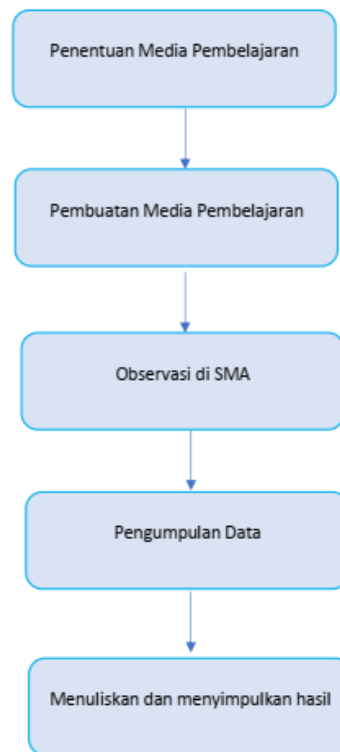 Penentuan Media Pembelajaran
Pembuatan Media Pembelajaran
Observasi di SMA
Pengumpulan Data
Menuliskan dan menyimpulkan hasil